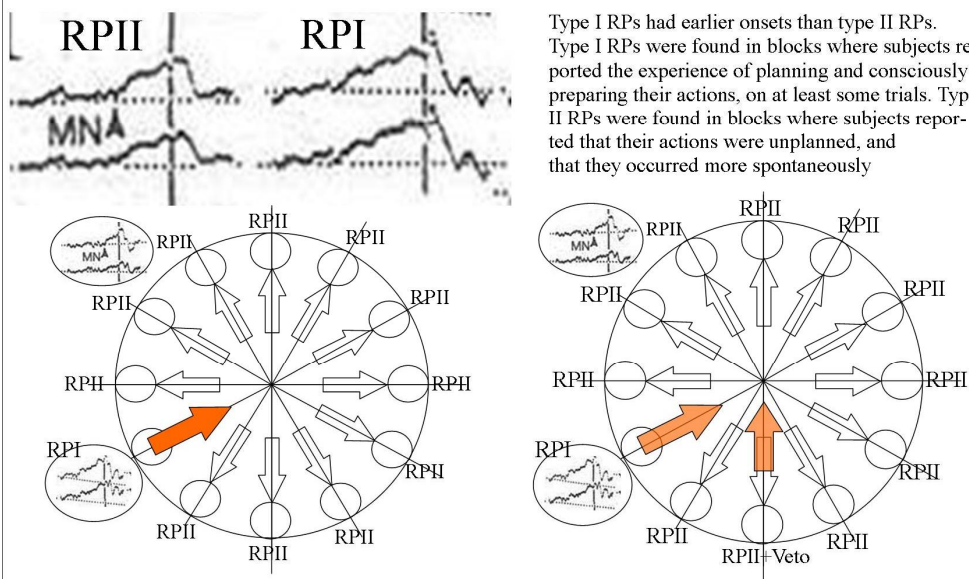 RPII
RPI
MN
Type I RPs had earlier onsets than type II RPs.
Type I RPs were found in blocks where subjects re
ported the experience of planning and consciously
preparing their actions, on at least some trials. Typ
II RPs were found in blocks where subjects repor-
ted that their actions were unplanned, and
that they occurred more spontaneously
RPII
RPII
RPII
MN
RPII
RPII
RPII
RPII
RPI
RPII
RPII
RPII
RPII
RPII
RPII
RPII
MN
RPII
RPII
RPII
RPII
RPI
RPII
RPII
RPII
RPII+Veto